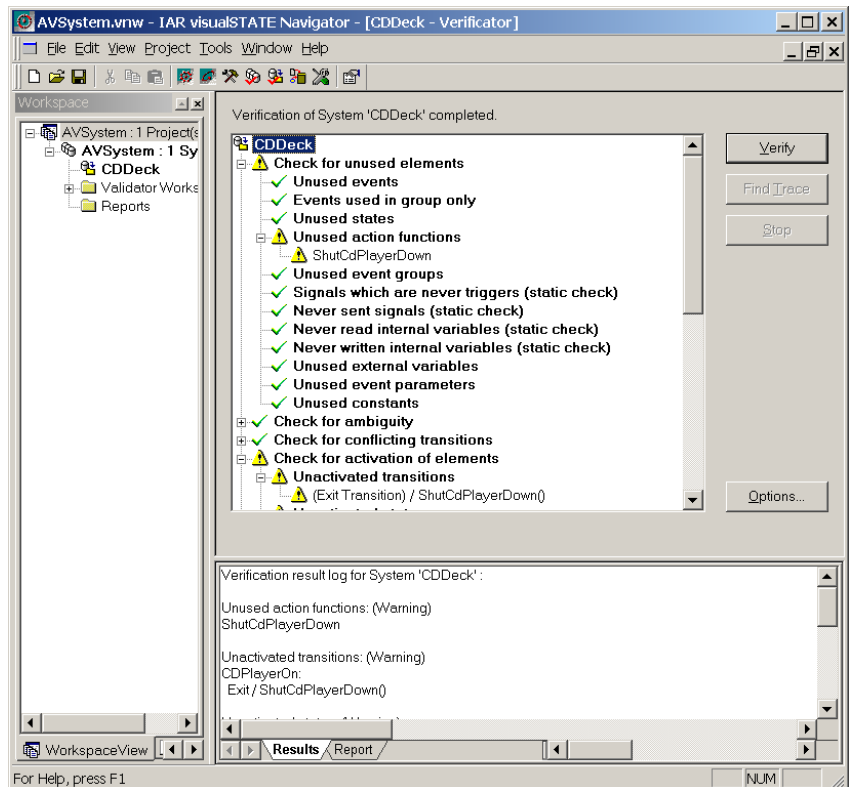 AVSystem.vnw - IAR visualSTATE Navigator - [CDDeck - Verificator]
File Edit View Project Tools Window Help
Workspace
AVSystem : 1 Project(s
AVSystem : 1 Sy
CDDeck
Validator Works
Reports
Verification of System 'CDDeck' completed.
CDDeck
Check for unused elements
Unused events
Events used in group only
Unused states
Unused action functions
ShutCdPlayerDown
Unused event groups
Signals which are never triggers (static check)
Never sent signals (static check)
Never read internal variables (static check)
Never written internal variables (static check)
Unused external variables
Unused event parameters
Unused constants
Check for ambiguity
Check for conflicting transitions
Check for activation of elements
Unactivated transitions
(Exit Transition) / ShutCdPlayerDown()
Verify
Find Trace
Stop
Options...
Verification result log for System 'CDDeck' :
Unused action functions: (Warning)
ShutCdPlayerDown
Unactivated transitions: (Warning)
CDPlayerOn:
Exit / ShutCdPlayerDown()
WorkspaceView
Results Report
For Help, press F1
NUM